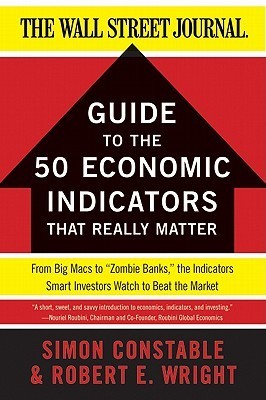 THE WALL STREET JOURNAL.
GUIDE
TO THE
50 ECONOMIC
INDICATORS
THAT REALLY MATTER
From Big Macs to “Zombie Banks,” the Indicators
Smart Investors Watch to Beat the Market
“A short, sweet, and savvy introduction to economics, indicators, and investing.”
—Nouriel Roubini, Chairman and Co-Founder, Roubini Global Economics
SIMON CONSTABLE
& ROBERT E. WRIGHT